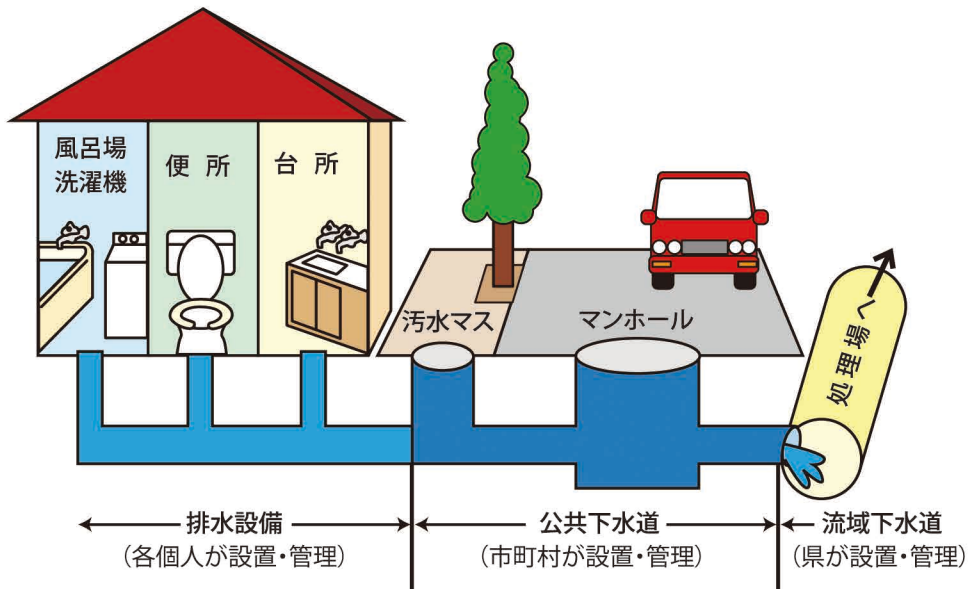 風呂場
洗濯機
便所
台所
汚水マス
マンホール
処理場へ
排水設備
(各個人が設置・管理)
公共下水道
(市町村が設置・管理)
流域下水道
(県が設置・管理)